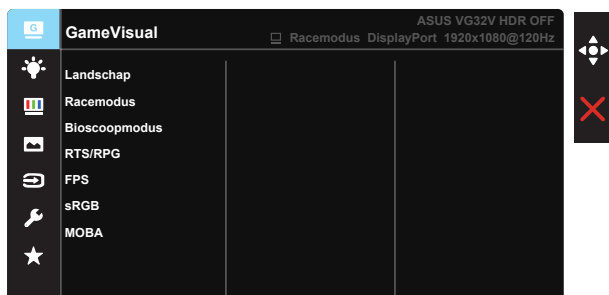 G
GameVisual
ASUS VG32V HDR OFF
Racemodus DisplayPort 1920x1080@120Hz
Landschap
Racemodus
Bioscoopmodus
RTS/RPG
FPS
sRGB
MOBA